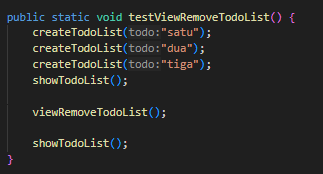 public static void testViewRemoveTodoList() {
createTodoList(todo:"satu");
createTodoList(todo:"dua");
createTodoList(todo:"tiga");
showTodoList();
viewRemoveTodoList();
showTodoList();
}